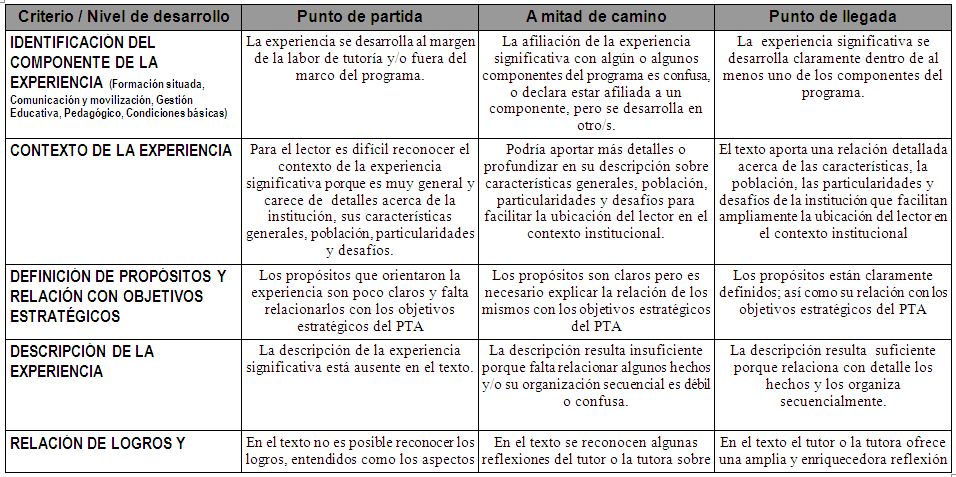 Criterio / Nivel de desarrollo
Punto de partida
A mitad de camino
Punto de llegada
IDENTIFICACIÓN DEL
COMPONENTE DE LA
EXPERIENCIA (Formación situada,
Comunicación y movilización, Gestión
Educativa, Pedagógico, Condiciones básicas)
La experiencia se desarrolla al margen
de la labor de tutoría y/o fuera del
marco del programa.
La afiliación de la experiencia
significativa con algún o algunos
componentes del programa es confusa,
o declara estar afiliada a un
componente, pero se desarrolla en
otro/s.
La experiencia significativa se
desarrolla claramente dentro de al
menos uno de los componentes del
programa.
CONTEXTO DE LA EXPERIENCIA
Para el lector es difícil reconocer el
contexto de la experiencia
significativa porque es muy general y
carece de detalles acerca de la
institución, sus características
generales, población, particularidades
y desafíos.
Podría aportar más detalles o
profundizar en su descripción sobre
características generales, población,
particularidades y desafíos para
facilitar la ubicación del lector en el
contexto institucional.
El texto aporta una relación detallada
acerca de las características, la
población, las particularidades y
desafíos de la institución que facilitan
ampliamente la ubicación del lector en
el contexto institucional
DEFINICIÓN DE PROPÓSITOS Y
RELACIÓN CON OBJETIVOS
ESTRATÉGICOS
Los propósitos que orientaron la
experiencia son poco claros y falta
relacionarlos con los objetivos
estratégicos del PTA
Los propósitos son claros pero es
necesario explicar la relación de los
mismos con los objetivos estratégicos
del PTA
Los propósitos están claramente
definidos; así como su relación con los
objetivos estratégicos del PTA
DESCRIPCIÓN DE LA
EXPERIENCIA
La descripción de la experiencia
significativa está ausente en el texto.
La descripción resulta insuficiente
porque falta relacionar algunos hechos
y/o su organización secuencial es débil
o confusa.
La descripción resulta suficiente
porque relaciona con detalle los
hechos y los organiza
secuencialmente.
RELACIÓN DE LOGROS Y
En el texto no es posible reconocer los
logros, entendidos como los aspectos
En el texto se reconocen algunas
reflexiones del tutor o la tutora sobre
En el texto el tutor o la tutora ofrece
una amplia y enriquecedora reflexión